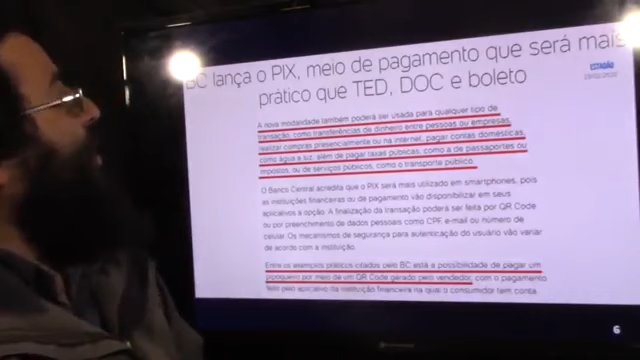 BC lança o PIX, meio de pagamento que será mais
prático que TED, DOC e boleto
ESTADÃO
19/02/2020
A nova modalidade também poderá ser usada para qualquer tipo de
transação, como transferências de dinheiro entre pessoas ou empresas,
realizar compras presencialmente ou na internet, pagar contas domésticas,
como água e luz, além de pagar taxas públicas, como a de passaportes ou
impostos, ou de serviços públicos, como o transporte público.
O Banco Central acredita que o PIX será mais utilizado em smartphones, pois
as instituições financeiras ou de pagamento vão disponibilizar em seus
aplicativos a opção. A finalização da transação poderá ser feita por QR Code
ou por preenchimento de dados pessoais como CPF, e-mail ou número de
celular. Os mecanismos de segurança para autenticação do usuário vão variar
de acordo com a instituição.
Entre os exemplos práticos citados pelo BC está a possibilidade de pagar um
pipoqueiro por meio de um QR Code gerado pelo vendedor, com o pagamento
feito pelo aplicativo da instituição financeira na qual o consumidor tem conta.
6